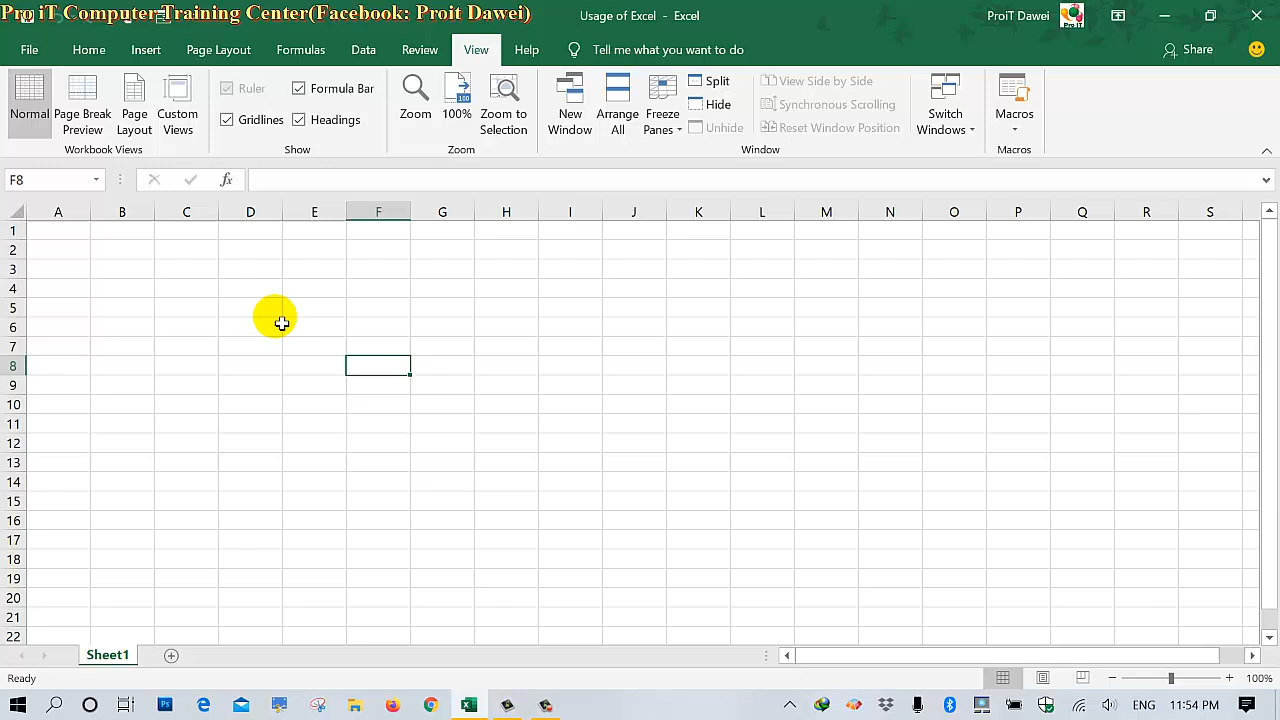 Pro iT Computer Training Center(Facebook: Proit Dawei)
Usage of Excel - Excel
ProiT Dawei
Pro IT
File Home Insert Page Layout Formulas Data Review View Help Tell me what you want to do Share
Normal
Page Break Preview
Page Layout
Custom Views
Workbook Views
Ruler
Formula Bar
Gridlines
Headings
Show
Zoom
100%
100
Zoom to Selection
Zoom
New Window
Arrange All
Freeze Panes
Split
Hide
Unhide
View Side by Side
Synchronous Scrolling
Reset Window Position
Window
Switch Windows
Macros
Macros
F8
fx
A B C D E F G H I J K L M N O P Q R S
1
2
3
4
5
6
7
8
9
10
11
12
13
14
15
16
17
18
19
20
21
22
Sheet1
Ready
100%
Ps
ENG
11:54 PM